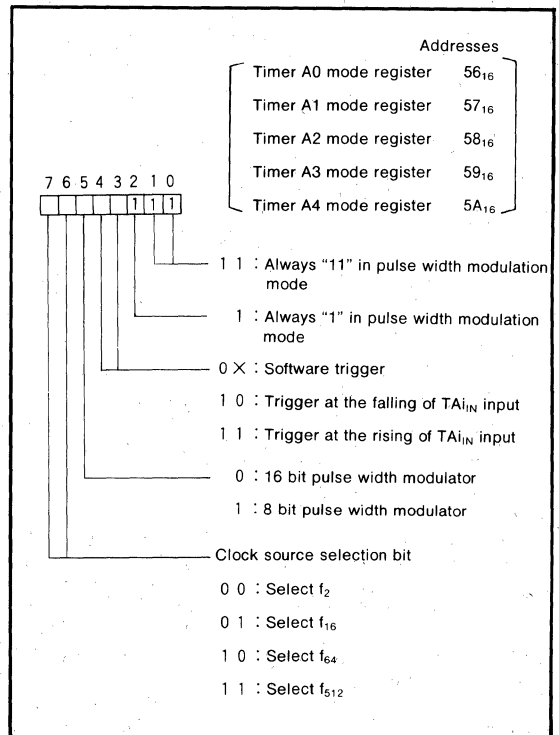 Addresses
Timer A0 mode register 56₁₆
Timer A1 mode register 57₁₆
Timer A2 mode register 58₁₆
Timer A3 mode register 59₁₆
Timer A4 mode register 5A₁₆
7 6 5 4 3 2 1 0
1 1 1
1 1 : Always "11" in pulse width modulation
mode
1 : Always "1" in pulse width modulation
mode
0 X : Software trigger
1 0 : Trigger at the falling of TAiIN input
1 1 : Trigger at the rising of TAiIN input
0 : 16 bit pulse width modulator
1 : 8 bit pulse width modulator
Clock source selection bit
0 0 : Select f₂
0 1 : Select f₁₆
1 0 : Select f₆₄
1 1 : Select f₅₁₂